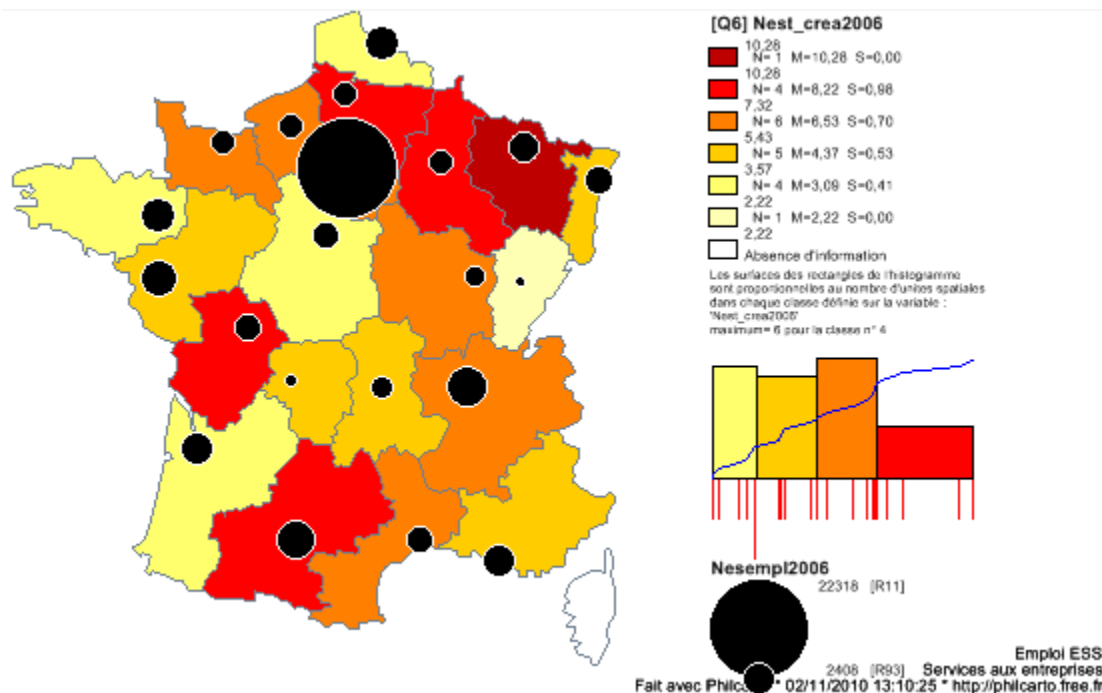 [Q6] Nest_crea2006
10,28
N= 1 M=10,28 S=0,00
10,28
N= 4 M=8,22 S=0,98
7,32
N= 6 M=6,53 S=0,70
5,43
N= 5 M=4,37 S=0,53
3,57
N= 4 M=3,09 S=0,41
2,22
N= 1 M=2,22 S=0,00
2,22
Absence d'information
Les surfaces des rectangles de l'histogramme
sont proportionnelles au nombre d'unites spatiales
dans chaque classe définie sur la variable :
'Nest_crea2006'
maximum= 6 pour la classe n° 4
Nesempl2006
22318 [R11]
2408 [R93]
Emploi ESS
Services aux entreprises
Fait avec * 02/11/2010 13:10:25 * http://philcarto.free.fr